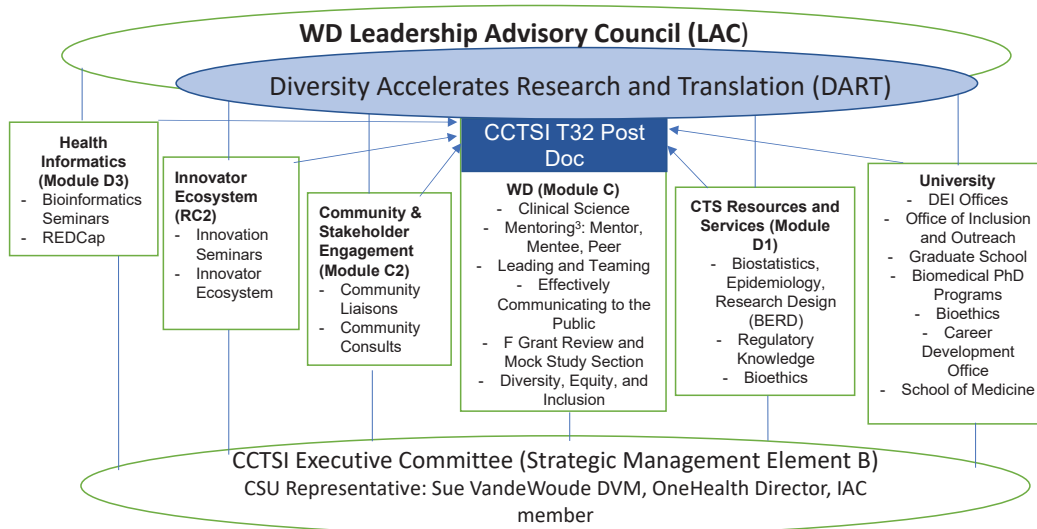 WD Leadership Advisory Council (LAC)
Diversity Accelerates Research and Translation (DART)
Health
Informatics
(Module D3)
- Bioinformatics
Seminars
- REDCap
Innovator
Ecosystem
(RC2)
- Innovation
Seminars
- Innovator
Ecosystem
Community &
Stakeholder
Engagement
(Module C2)
- Community
Liaisons
- Community
Consults
CCTSI T32 Post
Doc
WD (Module C)
- Clinical Science
- Mentoring³: Mentor,
Mentee, Peer
- Leading and Teaming
- Effectively
Communicating to the
Public
- F Grant Review and
Mock Study Section
- Diversity, Equity, and
Inclusion
CTS Resources and
Services (Module
D1)
- Biostatistics,
Epidemiology,
Research Design
(BERD)
- Regulatory
Knowledge
- Bioethics
University
- DEI Offices
- Office of Inclusion
and Outreach
- Graduate School
- Biomedical PhD
Programs
- Bioethics
- Career
Development
Office
- School of Medicine
CCTSI Executive Committee (Strategic Management Element B)
CSU Representative: Sue VandeWoude DVM, OneHealth Director, IAC
member